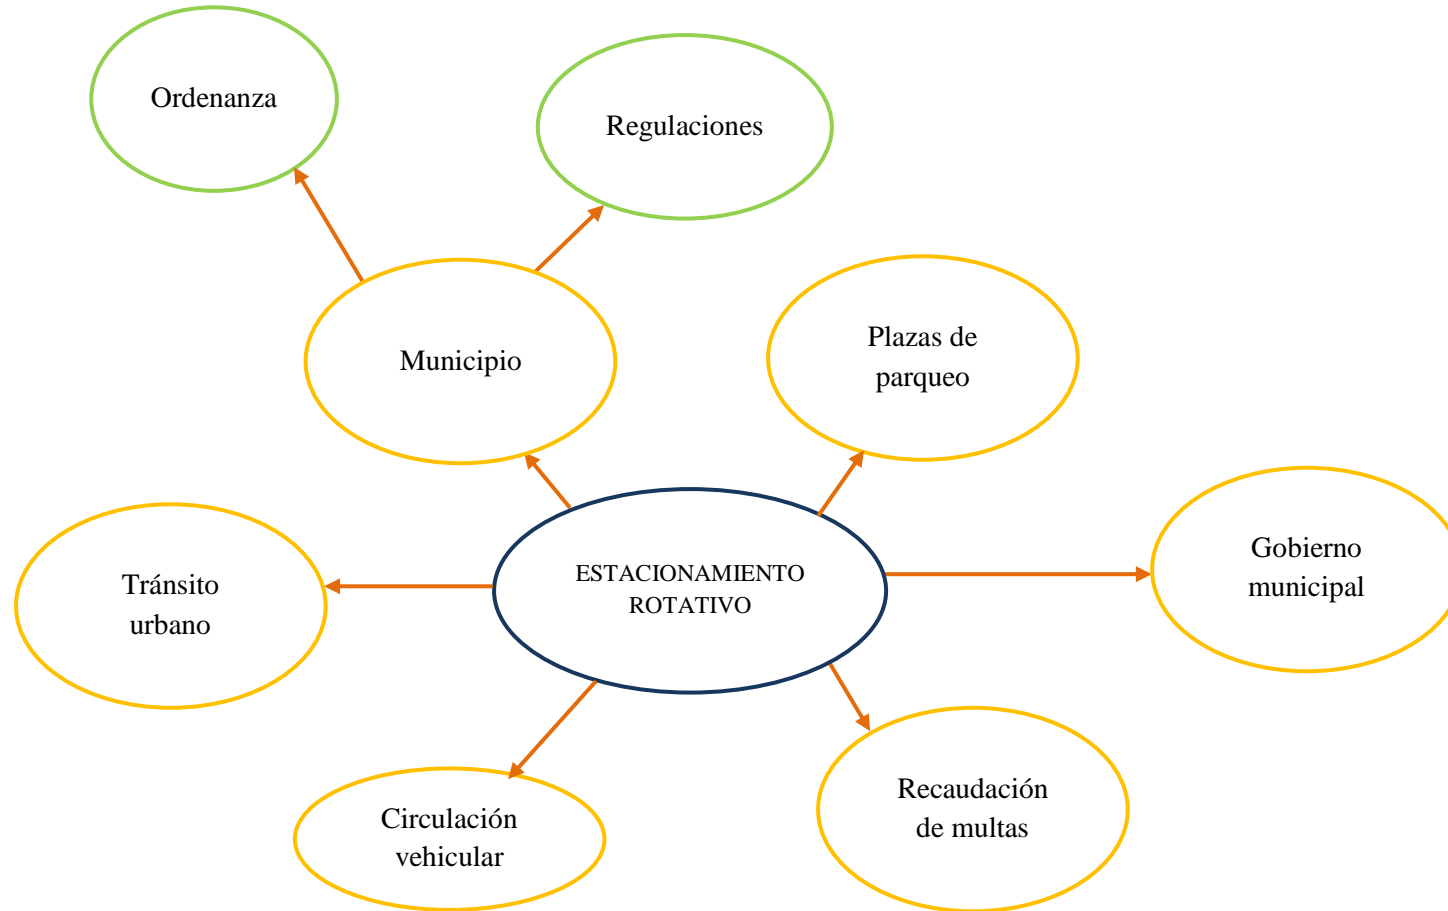 Ordenanza
Regulaciones
Municipio
Plazas de
parqueo
ESTACIONAMIENTO
ROTATIVO
Gobierno
municipal
Tránsito
urbano
Circulación
vehicular
Recaudación
de multas